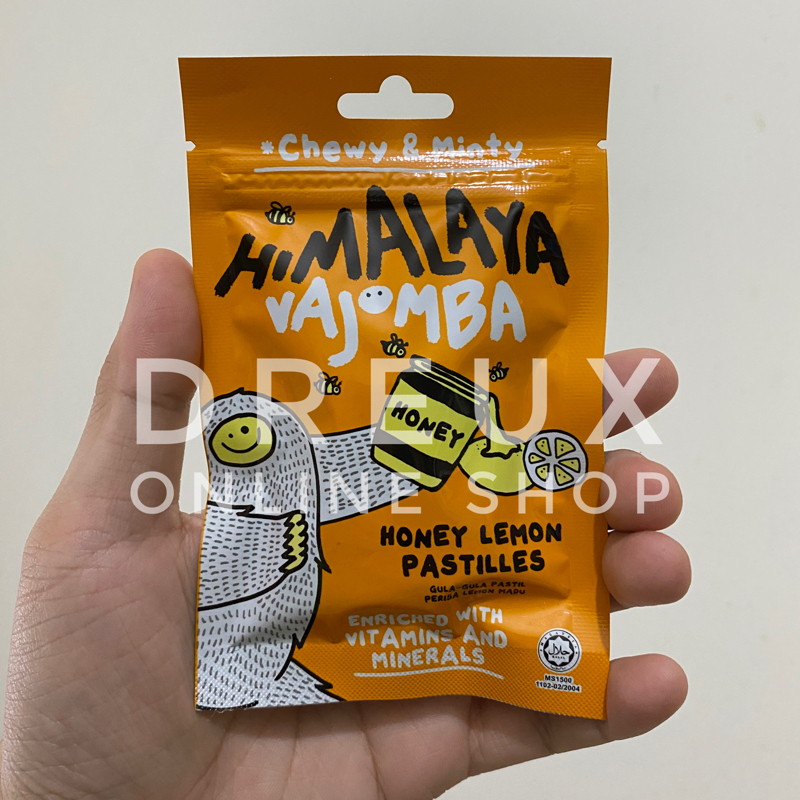 *Chewy & Minty
HiMALAYA
VAJOMBA
DREUX
HONEY
ONLINE SHOP
HONEY LEMON
PASTILLES
GULA-GULA PASTIL
PERISA LEMON MADU
ENRICHED WITH
VITAMINS AND
MINERALS
حلال
MS1500
1102-02/2004